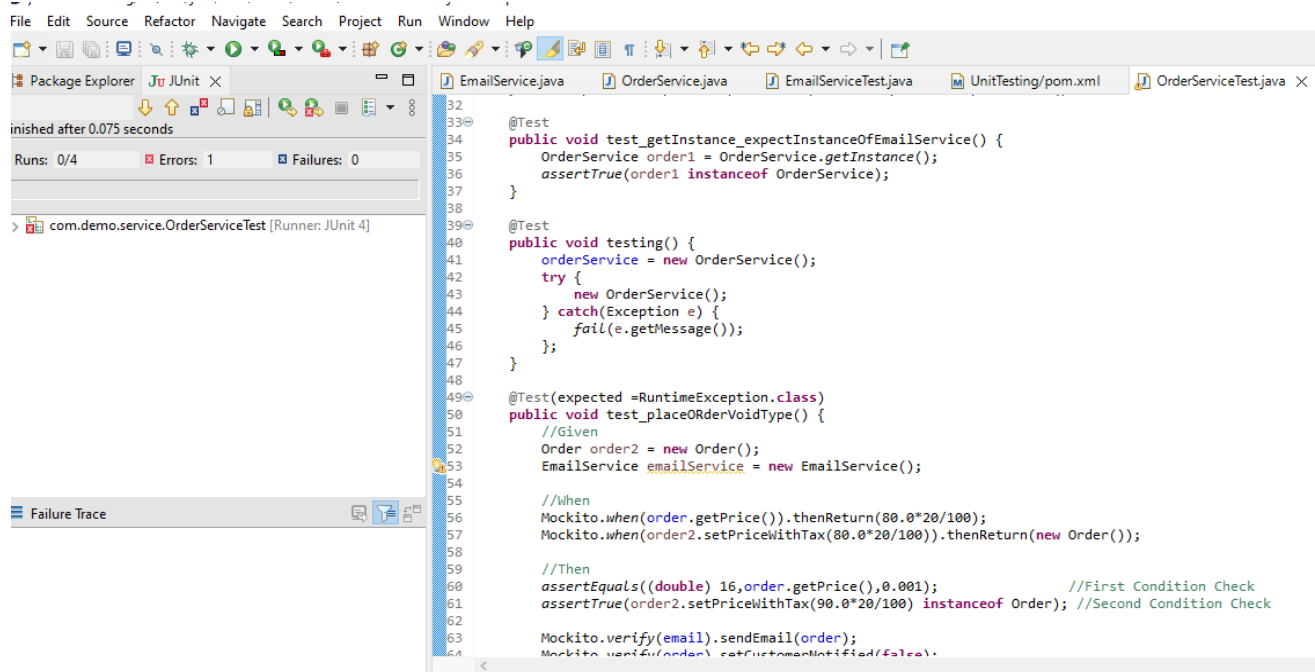 File Edit Source Refactor Navigate Search Project Run Window Help
Package Explorer JU JUnit
EmailService.java OrderService.java EmailServiceTest.java UnitTesting/pom.xml OrderServiceTest.java
inished after 0.075 seconds
Runs: 0/4 Errors: 1 Failures: 0
com.demo.service.OrderServiceTest [Runner: JUnit 4]
Failure Trace
32
33 @Test
34 public void test_getInstance_expectInstanceOfEmailService() {
35 OrderService order1 = OrderService.getInstance();
36 assertTrue(order1 instanceof OrderService);
37 }
38
39 @Test
40 public void testing() {
41 orderService = new OrderService();
42 try {
43 new OrderService();
44 } catch(Exception e) {
45 fail(e.getMessage());
46 };
47 }
48
49 @Test(expected =RuntimeException.class)
50 public void test_placeORderVoidType() {
51 //Given
52 Order order2 = new Order();
53 EmailService emailService = new EmailService();
54
55 //When
56 Mockito.when(order.getPrice()).thenReturn(80.0*20/100);
57 Mockito.when(order2.setPriceWithTax(80.0*20/100)).thenReturn(new Order());
58
59 //Then
60 assertEquals((double) 16,order.getPrice(),0.001); //First Condition Check
61 assertTrue(order2.setPriceWithTax(90.0*20/100) instanceof Order); //Second Condition Check
62
63 Mockito.verify(email).sendEmail(order);
64 Mockito.verify(order).setCustomerNotified(false);